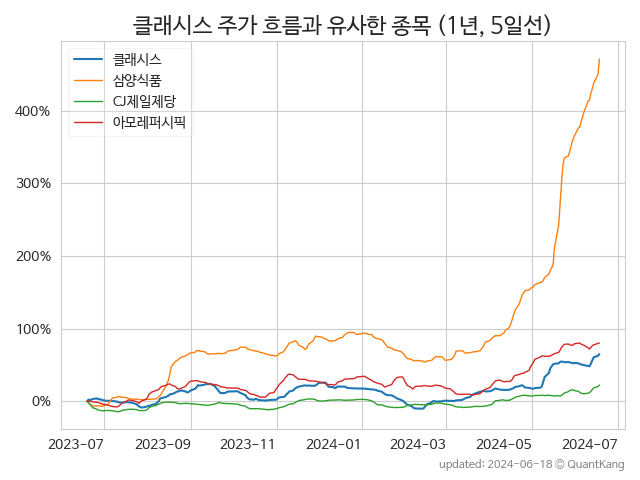 클래시스 주가 흐름과 유사한 종목 (1년, 5일선)
클래시스
삼양식품
CJ제일제당
아모레퍼시픽
400%
300%
200%
100%
0%
2023-07 2023-09 2023-11 2024-01 2024-03 2024-05 2024-07
updated: 2024-06-18 © QuantKang